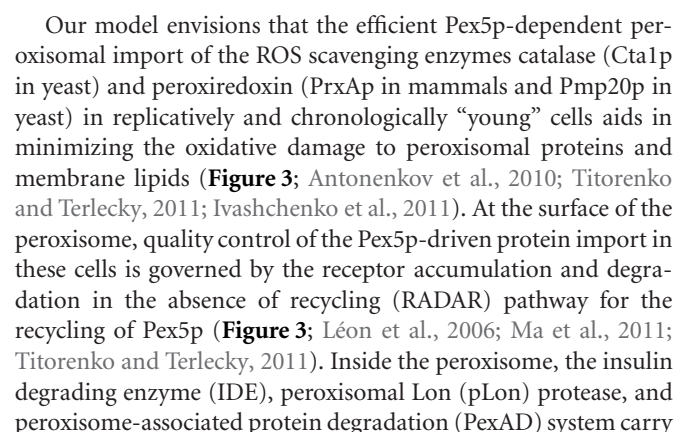 Our model envisions that the efficient Pex5p-dependent per-
oxisomal import of the ROS scavenging enzymes catalase (Cta1p
in yeast) and peroxiredoxin (PrxAp in mammals and Pmp20p in
yeast) in replicatively and chronologically “young” cells aids in
minimizing the oxidative damage to peroxisomal proteins and
membrane lipids (Figure 3; Antonenkov et al., 2010; Titorenko
and Terlecky, 2011; Ivashchenko et al., 2011). At the surface of the
peroxisome, quality control of the Pex5p-driven protein import in
these cells is governed by the receptor accumulation and degra-
dation in the absence of recycling (RADAR) pathway for the
recycling of Pex5p (Figure 3; Léon et al., 2006; Ma et al., 2011;
Titorenko and Terlecky, 2011). Inside the peroxisome, the insulin
degrading enzyme (IDE), peroxisomal Lon (pLon) protease, and
peroxisome-associated protein degradation (PexAD) system carry